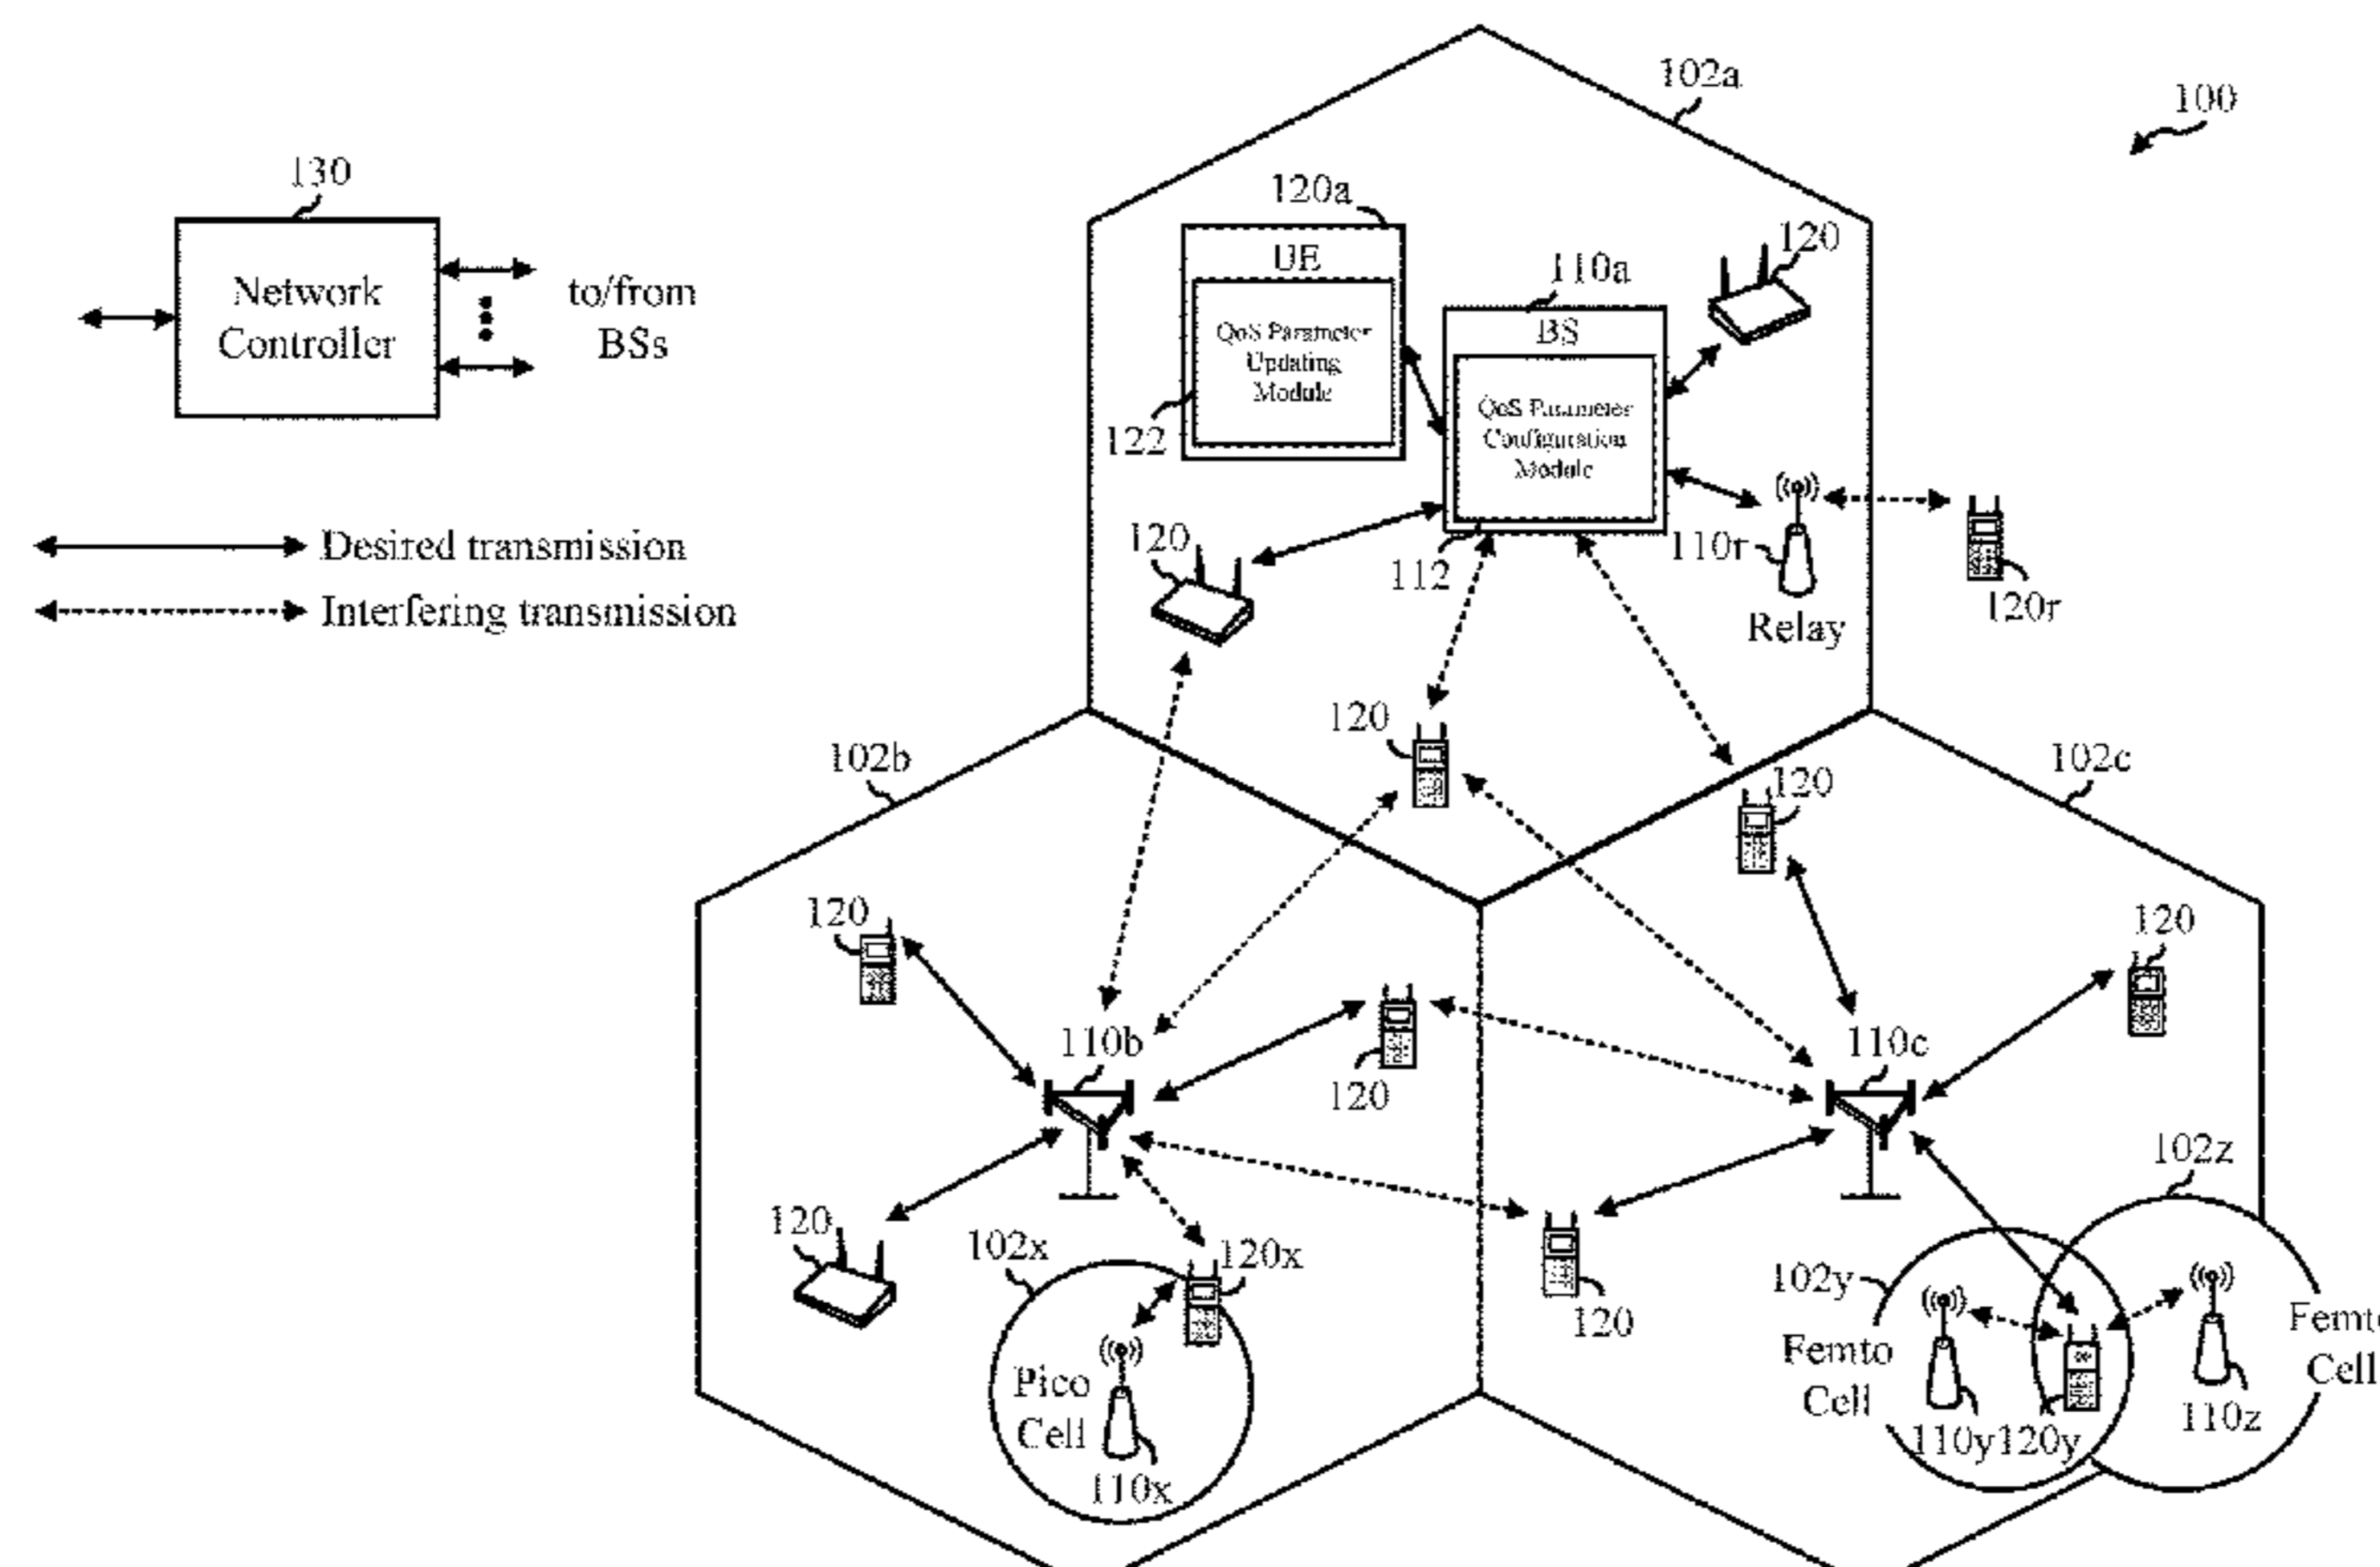 102a
100
130
120a
UE
QoS Parameter
Updating
Module
122
110a
BS
QoS Parameter
Configuration
Module
112
120
Network
Controller
to/from
BSs
Desired transmission
Interfering transmission
120
110r
Relay
120r
120
120
102b
102c
120
120
120
110b
110c
120
102x
120x
Pico
Cell
110x
120
102z
102y
Femto
Cell
110y
120y
110z
Femto
Cell